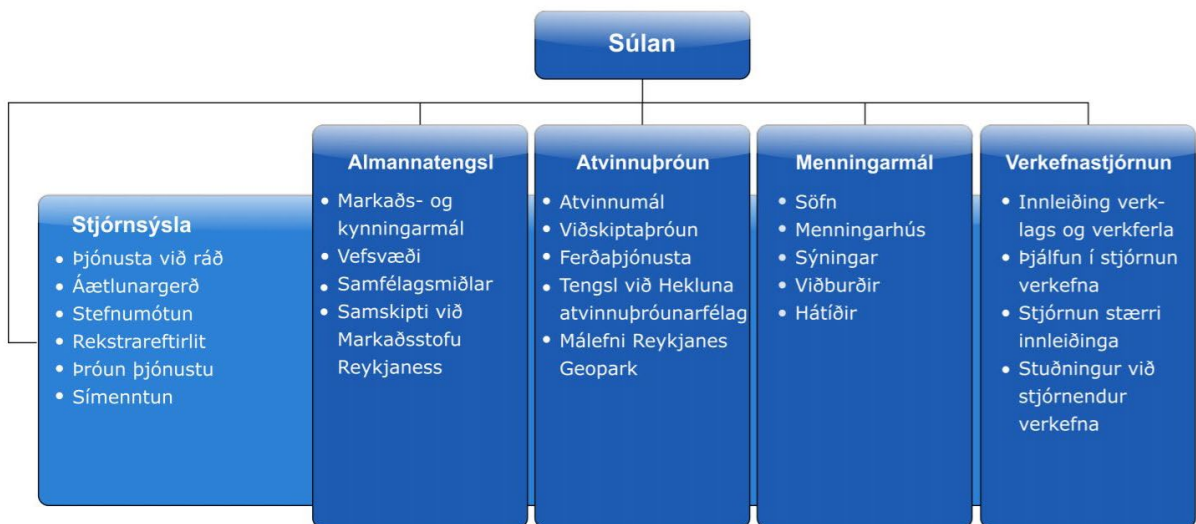 Súlan
Stjórnsýsla
• Þjónusta við ráð
• Áætlunargerð
• Stefnumótun
• Rekstrareftirlit
• Þróun þjónustu
• Símenntun
Almannatengsl
• Markaðs- og
kynningarmál
• Vefsvæði
• Samfélagsmiðlar
• Samskipti við
Markaðsstofu
Reykjaness
Atvinnuþróun
• Atvinnumál
• Viðskiptaþróun
• Ferðaþjónusta
• Tengsl við Hekluna
atvinnuþróunarfélag
• Málefni Reykjanes
Geopark
Menningarmál
• Söfn
• Menningarhús
• Sýningar
• Viðburðir
• Hátíðir
Verkefnastjórnun
• Innleiðing verk-
lags og verkferla
• Þjálfun í stjórnun
verkefna
• Stjórnun stærri
innleiðinga
• Stuðningur við
stjórnendur
verkefna